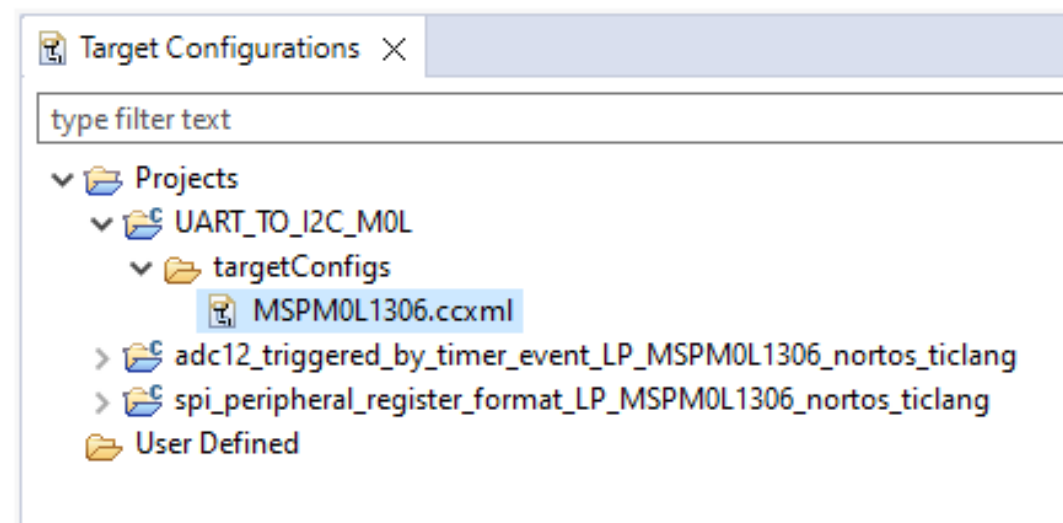 Target Configurations
type filter text
Projects
UART_TO_I2C_M0L
targetConfigs
MSPM0L1306.ccxml
adc12_triggered_by_timer_event_LP_MSPM0L1306_nortos_ticlang
spi_peripheral_register_format_LP_MSPM0L1306_nortos_ticlang
User Defined